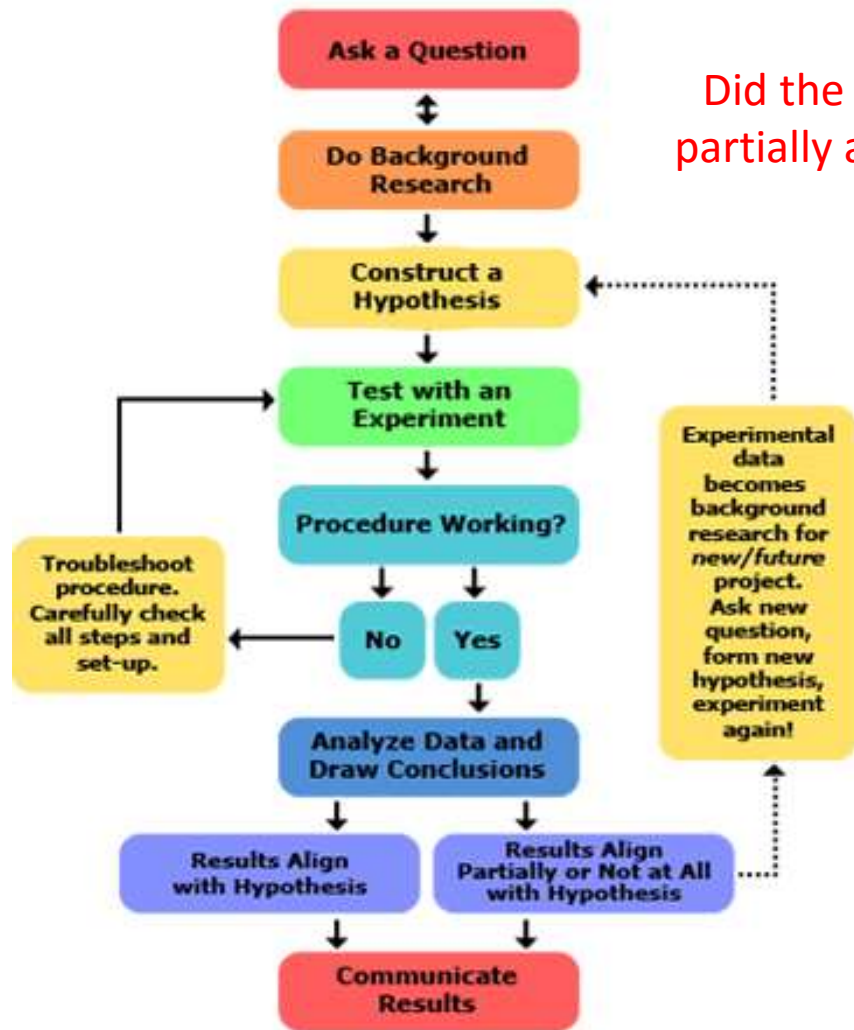 Ask a Question
Did the
partially a
Do Background
Research
Construct a
Hypothesis
Test with an
Experiment
Procedure Working?
Troubleshoot
procedure.
Carefully check
all steps and
set-up.
No
Yes
Experimental
data
becomes
background
research for
new/future
project.
Ask new
question,
form new
hypothesis,
experiment
again!
Analyze Data and
Draw Conclusions
Results Align
with Hypothesis
Results Align
Partially or Not at All
with Hypothesis
Communicate
Results